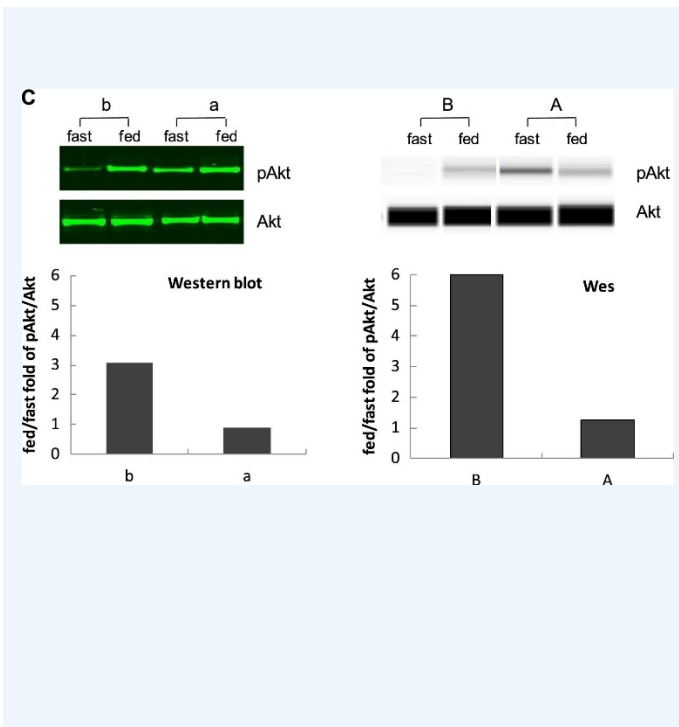 C
b a
fast fed fast fed
pAkt
Akt
fed/fast fold of pAkt/Akt
Western blot
6
5
4
3
2
1
0
b a
B A
fast fed fast fed
pAkt
Akt
fed/fast fold of pAkt/Akt
Wes
6
5
4
3
2
1
0
B A